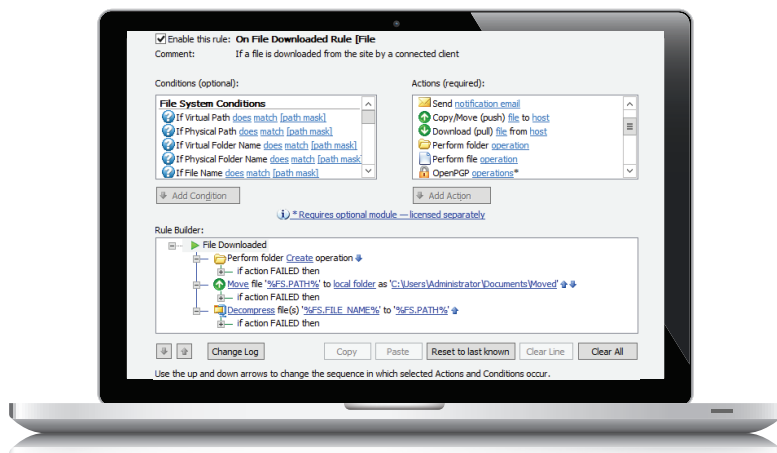 Enable this rule: On File Downloaded Rule [File
Comment: If a file is downloaded from the site by a connected client
Conditions (optional): Actions (required):
File System Conditions
If Virtual Path does match [path mask]
If Physical Path does match [path mask]
If Virtual Folder Name does match [path mask]
If Physical Folder Name does match [path mask]
If File Name does match [path mask]
Send notification email
Copy/Move (push) file to host
Download (pull) file from host
Perform folder operation
Perform file operation
OpenPGP operations*
Add Condition Add Action
* Requires optional module — licensed separately
Rule Builder:
File Downloaded
Perform folder Create operation
if action FAILED then
Move file '%FS.PATH%' to local folder as 'C:\Users\Administrator\Documents\Moved'
if action FAILED then
Decompress file(s) '%FS.FILE_NAME%' to '%FS.PATH%'
if action FAILED then
Change Log Copy Paste Reset to last known Clear Line Clear All
Use the up and down arrows to change the sequence in which selected Actions and Conditions occur.